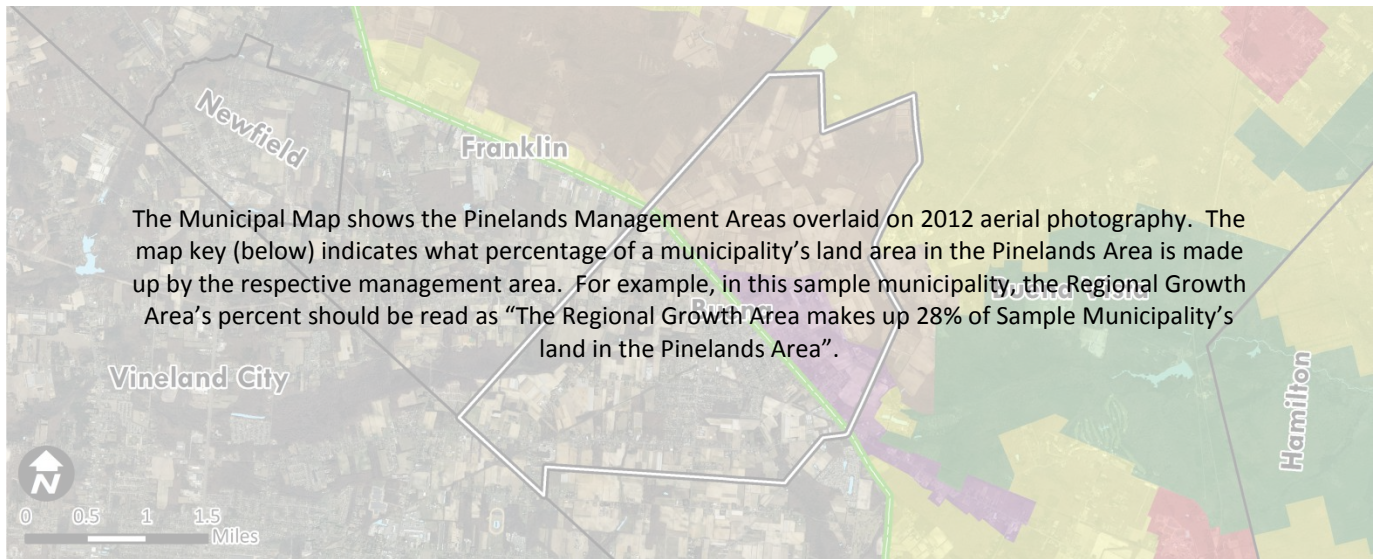 Newfield
Franklin
The Municipal Map shows the Pinelands Management Areas overlaid on 2012 aerial photography. The
map key (below) indicates what percentage of a municipality's land area in the Pinelands Area is made
up by the respective management area. For example, in this sample municipality, the Regional Growth
Area's percent should be read as "The Regional Growth Area makes up 28% of Sample Municipality's
land in the Pinelands Area".
Buena Vista
Buena
Vineland City
Hamilton
N
0 0.5 1 1.5
Miles